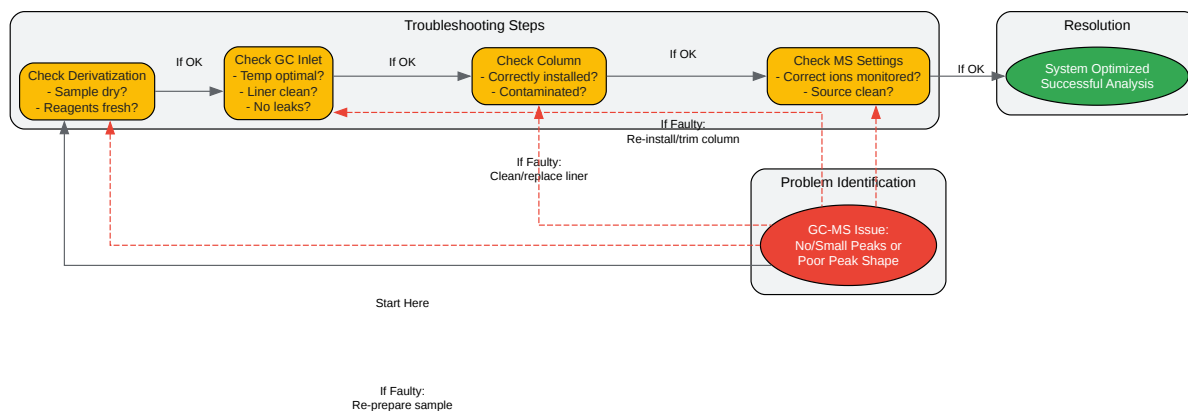 Troubleshooting Steps
Resolution
Check Derivatization
- Sample dry?
- Reagents fresh?
If OK
Check GC Inlet
- Temp optimal?
- Liner clean?
- No leaks?
If OK
Check Column
- Correctly installed?
- Contaminated?
If OK
Check MS Settings
- Correct ions monitored?
- Source clean?
If OK
System Optimized
Successful Analysis
If Faulty:
Re-install/trim column
If Faulty:
Clean/replace liner
Problem Identification
GC-MS Issue:
No/Small Peaks or
Poor Peak Shape
Start Here
If Faulty:
Re-prepare sample